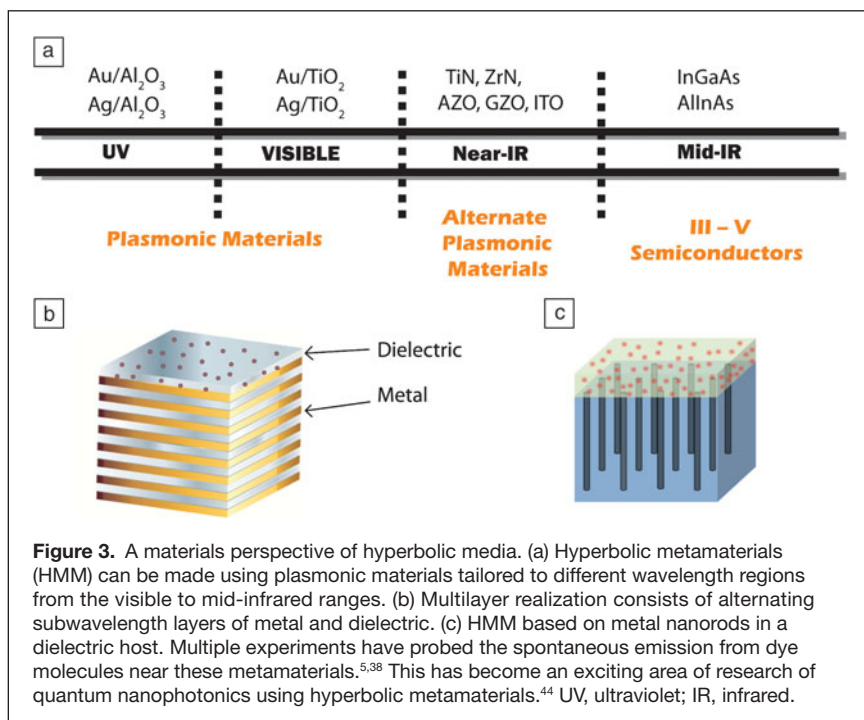 a
Au/Al₂O₃ Au/TiO₂ TiN, ZrN, InGaAs
Ag/Al₂O₃ Ag/TiO₂ AZO, GZO, ITO AlInAs
UV VISIBLE Near-IR Mid-IR
Plasmonic Materials
Alternate
Plasmonic
Materials
III – V
Semiconductors
b
Dielectric
Metal
c
Figure 3. A materials perspective of hyperbolic media. (a) Hyperbolic metamaterials
(HMM) can be made using plasmonic materials tailored to different wavelength regions
from the visible to mid-infrared ranges. (b) Multilayer realization consists of alternating
subwavelength layers of metal and dielectric. (c) HMM based on metal nanorods in a
dielectric host. Multiple experiments have probed the spontaneous emission from dye
molecules near these metamaterials.⁵,³⁸ This has become an exciting area of research of
quantum nanophotonics using hyperbolic metamaterials.⁴⁴ UV, ultraviolet; IR, infrared.